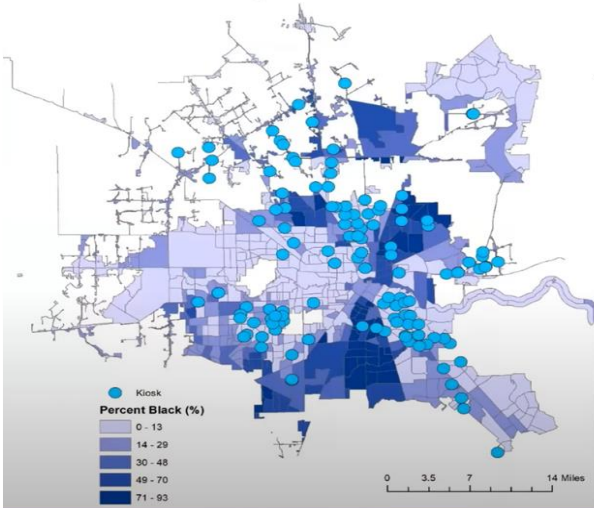 Kiosk
Percent Black (%)
0 - 13
14 - 29
30 - 48
49 - 70
71 - 93
0 3.5 7 14 Miles